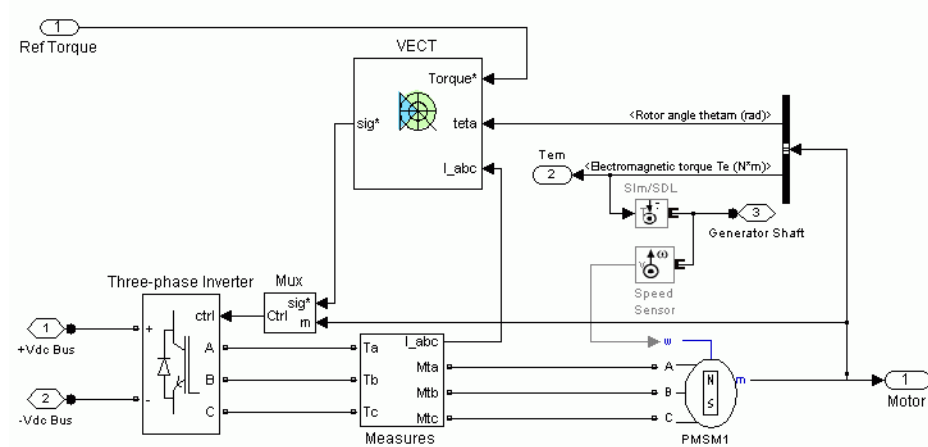 1
Ref Torque
VECT
Torque*
sig*
teta
I_abc
<Rotor angle thetam (rad)>
<Electromagnetic torque Te (N*m)>
Tem
2
Slm/SDL
3
Generator Shaft
Speed
Sensor
Three-phase Inverter
Mux
sig*
Ctrl
m
ctrl
+
A
B
-
C
1
+Vdc Bus
2
-Vdc Bus
I_abc
Ta
Tb
Tc
Mta
Mtb
Mtc
Measures
w
A
B
C
N
S
m
PMSM1
1
Motor